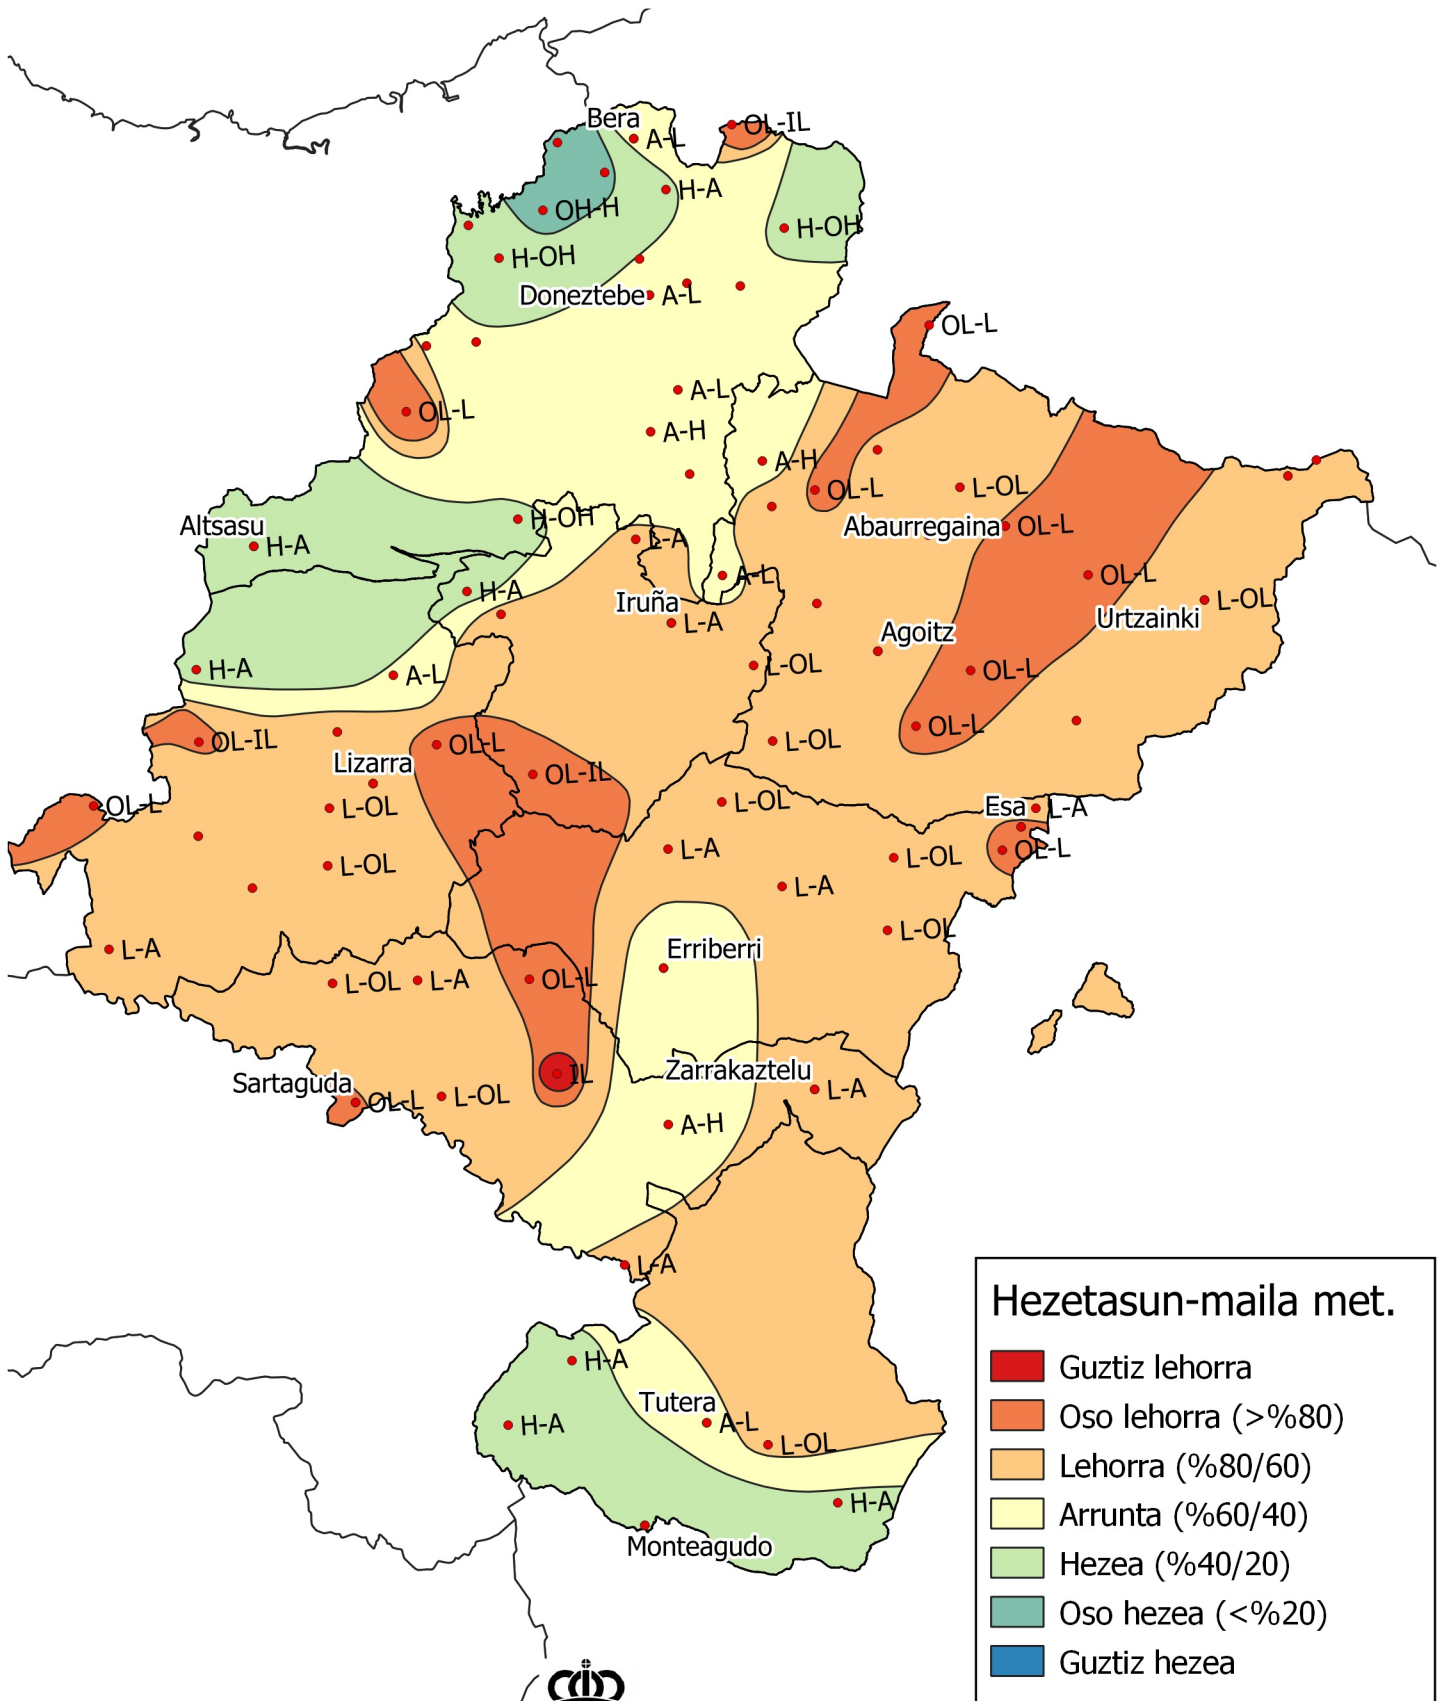 Bera
A-L
OL-IL
H-A
OH-H
H-OH
H-OH
Doneztebe
A-L
OL-L
A-L
OL-L
A-H
A-H
OL-L
L-OL
Altsasu
H-OH
Abaurregaina
OL-L
H-A
L-A
A-L
OL-L
H-A
Iruña
L-OL
Urtzainki
L-A
Agoitz
H-A
A-L
L-OL
OL-L
OL-L
OL-IL
OL-L
L-OL
Lizarra
OL-IL
OL-L
L-OL
L-OL
Esa
L-A
L-OL
L-A
L-OL
OL-L
L-A
L-OL
L-A
Erriberri
L-OL
L-A
OL-L
Sartaguda
IL
Zarrakaztelu
L-A
OL-L
L-OL
A-H
L-A
H-A
Tutera
H-A
A-L
L-OL
H-A
Monteagudo
Hezetasun-maila met.
Guztiz lehorra
Oso lehorra (>%80)
Lehorra (%80/60)
Arrunta (%60/40)
Hezea (%40/20)
Oso hezea (<%20)
Guztiz hezea